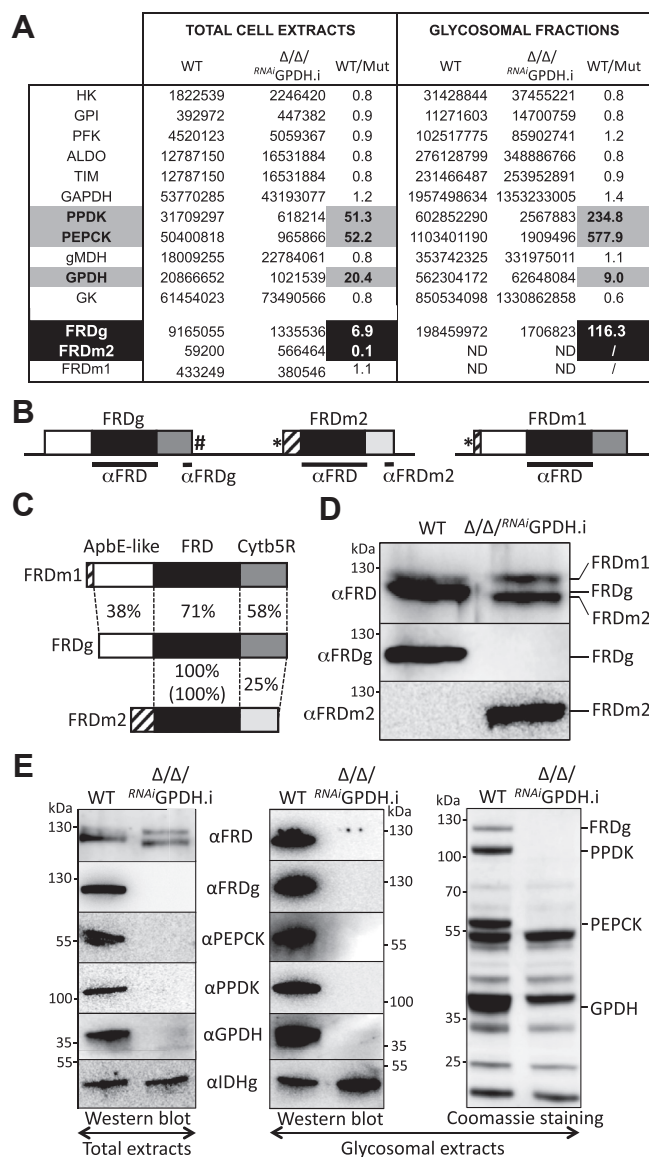 A
TOTAL CELL EXTRACTS GLYCOSOMAL FRACTIONS
WT Δ/Δ/RNAiGPDH.i WT/Mut WT Δ/Δ/RNAiGPDH.i WT/Mut
HK 1822539 2246420 0.8 31428844 37455221 0.8
GPI 392972 447382 0.9 11271603 14700759 0.8
PFK 4520123 5059367 0.9 102517775 85902741 1.2
ALDO 12787150 16531884 0.8 276128799 348886766 0.8
TIM 12787150 16531884 0.8 231466487 253952891 0.9
GAPDH 53770285 43193077 1.2 1957498634 1353233005 1.4
PPDK 31709297 618214 51.3 602852290 2567883 234.8
PEPCK 50400818 965866 52.2 1103401190 1909496 577.9
gMDH 18009255 22784061 0.8 353742325 331975011 1.1
GPDH 20866652 1021539 20.4 562304172 62648084 9.0
GK 61454023 73490566 0.8 850534098 1330862858 0.6
FRDg 9165055 1335536 6.9 198459972 1706823 116.3
FRDm2 59200 566464 0.1 ND ND /
FRDm1 433249 380546 1.1 ND ND /
B
FRDg FRDm2 FRDm1
# * *
αFRD αFRDg αFRD αFRDm2 αFRD
C
ApbE-like FRD Cytb5R
FRDm1
38% 71% 58%
FRDg
100% (100%) 25%
FRDm2
D
WT Δ/Δ/RNAiGPDH.i
kDa
130
αFRD
FRDm1
FRDg
FRDm2
130
αFRDg
FRDg
130
αFRDm2
FRDm2
E
WT Δ/Δ/RNAiGPDH.i WT Δ/Δ/RNAiGPDH.i WT Δ/Δ/RNAiGPDH.i
kDa kDa kDa
130 αFRD 130
130 αFRDg 130
55 αPEPCK 55
100 αPPDK 100
35 αGPDH 35
55 αIDHg 55
130
100
70
55
35
25
FRDg
PPDK
PEPCK
GPDH
Western blot Western blot Coomassie staining
Total extracts Glycosomal extracts